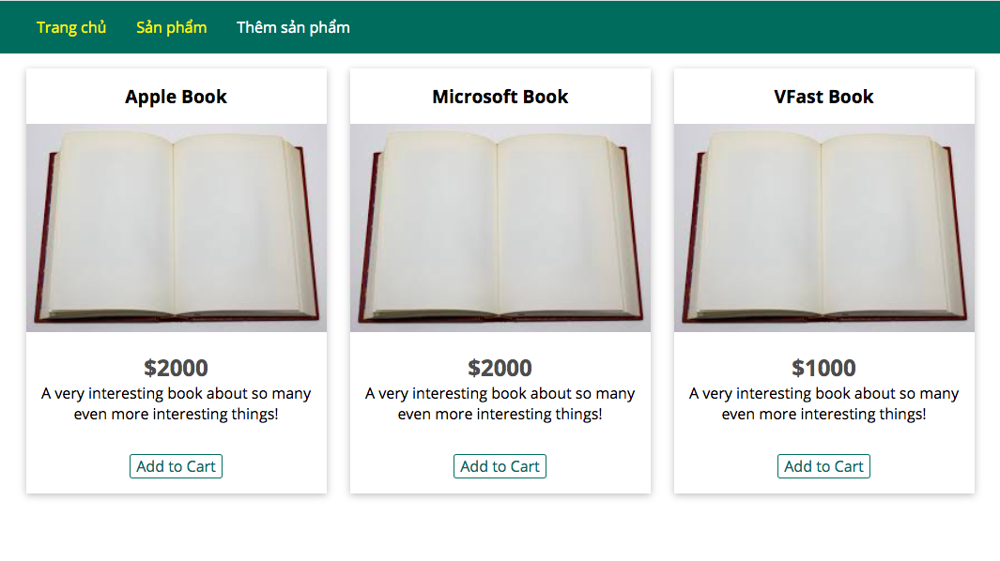 Trang chủ Sản phẩm Thêm sản phẩm
Apple Book
$2000
A very interesting book about so many
even more interesting things!
Add to Cart
Microsoft Book
$2000
A very interesting book about so many
even more interesting things!
Add to Cart
VFast Book
$1000
A very interesting book about so many
even more interesting things!
Add to Cart